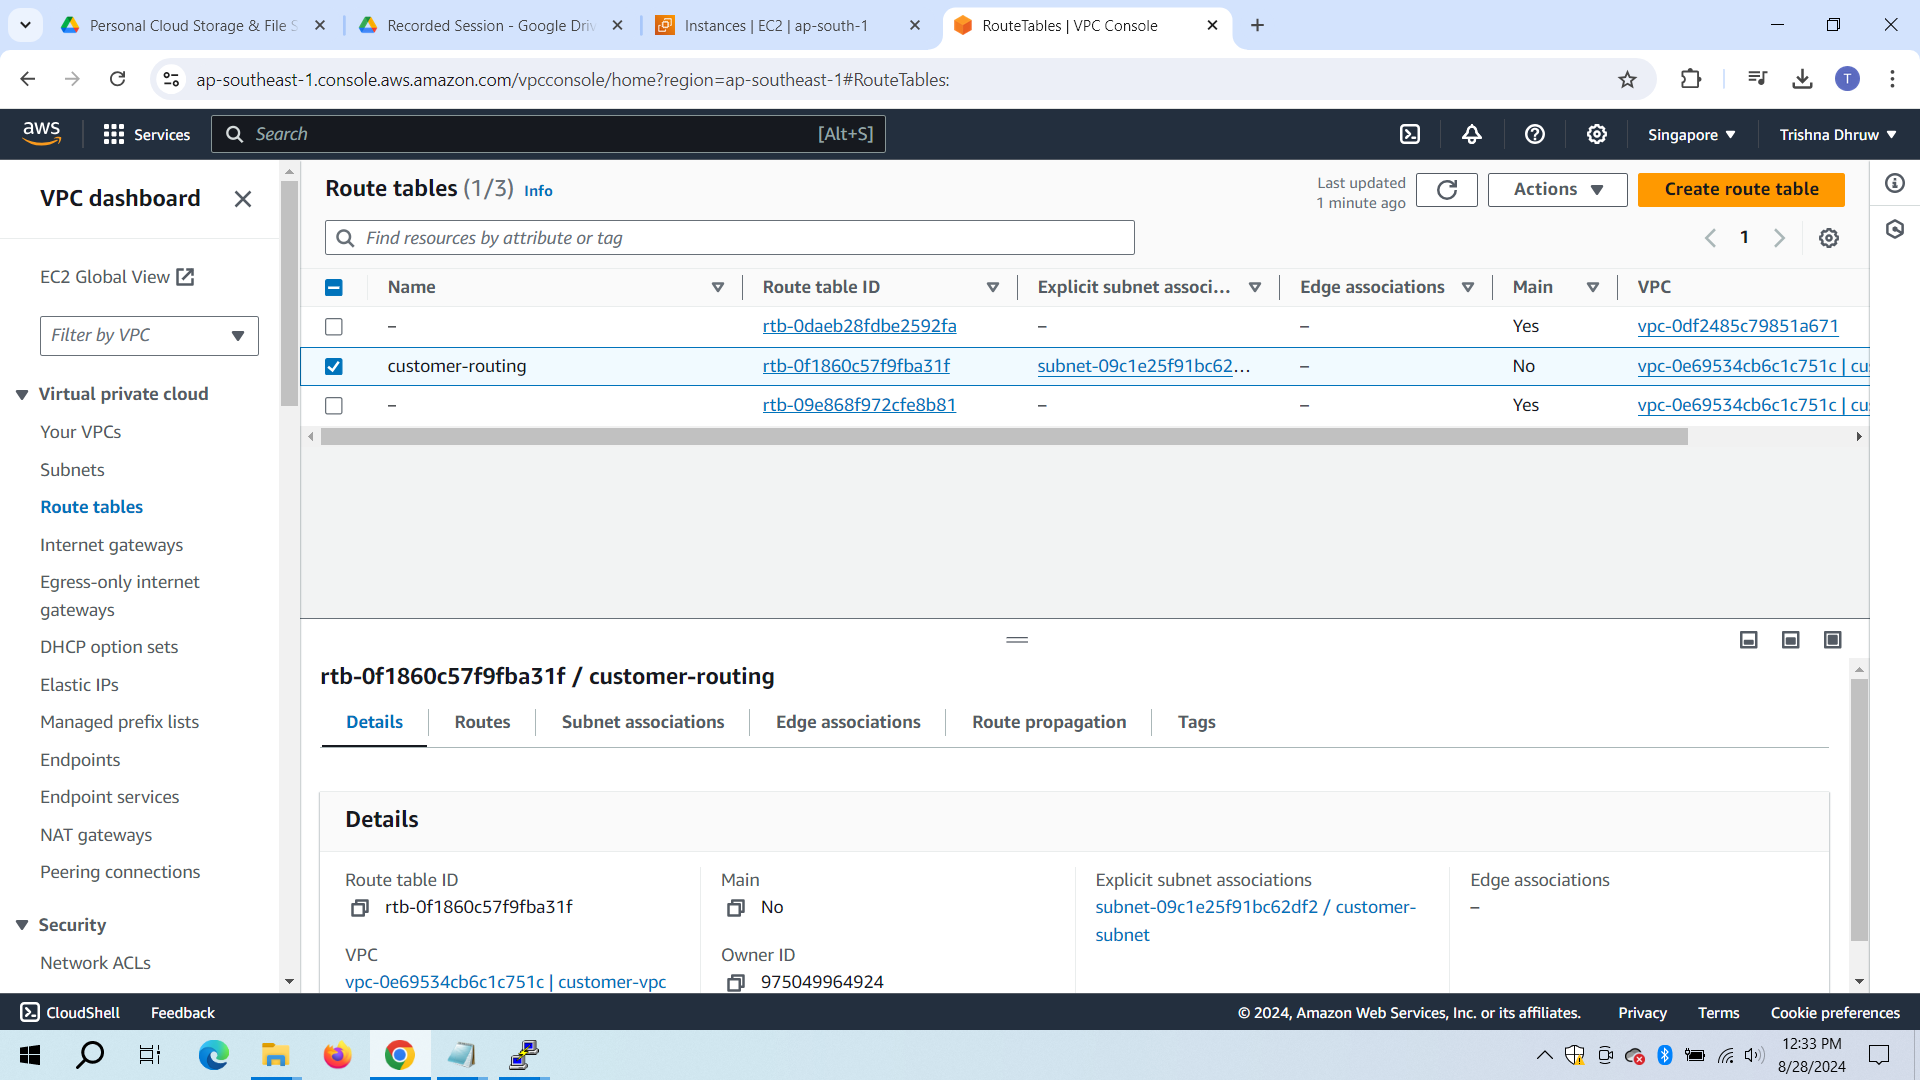 Personal Cloud Storage & File S
Recorded Session - Google Driv
Instances | EC2 | ap-south-1
RouteTables | VPC Console
ap-southeast-1.console.aws.amazon.com/vpcconsole/home?region=ap-southeast-1#RouteTables:
T
aws
Services
Search
[Alt+S]
Singapore
Trishna Dhruw
VPC dashboard
EC2 Global View
Filter by VPC
Virtual private cloud
Your VPCs
Subnets
Route tables
Internet gateways
Egress-only internet
gateways
DHCP option sets
Elastic IPs
Managed prefix lists
Endpoints
Endpoint services
NAT gateways
Peering connections
Security
Network ACLs
Route tables (1/3) Info
Last updated
1 minute ago
Actions
Create route table
Find resources by attribute or tag
1
Name Route table ID Explicit subnet associ... Edge associations Main VPC
– rtb-0daeb28fdbe2592fa – – Yes vpc-0df2485c79851a671
customer-routing rtb-0f1860c57f9fba31f subnet-09c1e25f91bc62... – No vpc-0e69534cb6c1c751c | cu
– rtb-09e868f972cfe8b81 – – Yes vpc-0e69534cb6c1c751c | cu
rtb-0f1860c57f9fba31f / customer-routing
Details Routes Subnet associations Edge associations Route propagation Tags
Details
Route table ID
rtb-0f1860c57f9fba31f
Main
No
Explicit subnet associations
subnet-09c1e25f91bc62df2 / customer-
subnet
Edge associations
–
VPC
vpc-0e69534cb6c1c751c | customer-vpc
Owner ID
975049964924
CloudShell
Feedback
© 2024, Amazon Web Services, Inc. or its affiliates.
Privacy
Terms
Cookie preferences
12:33 PM
8/28/2024